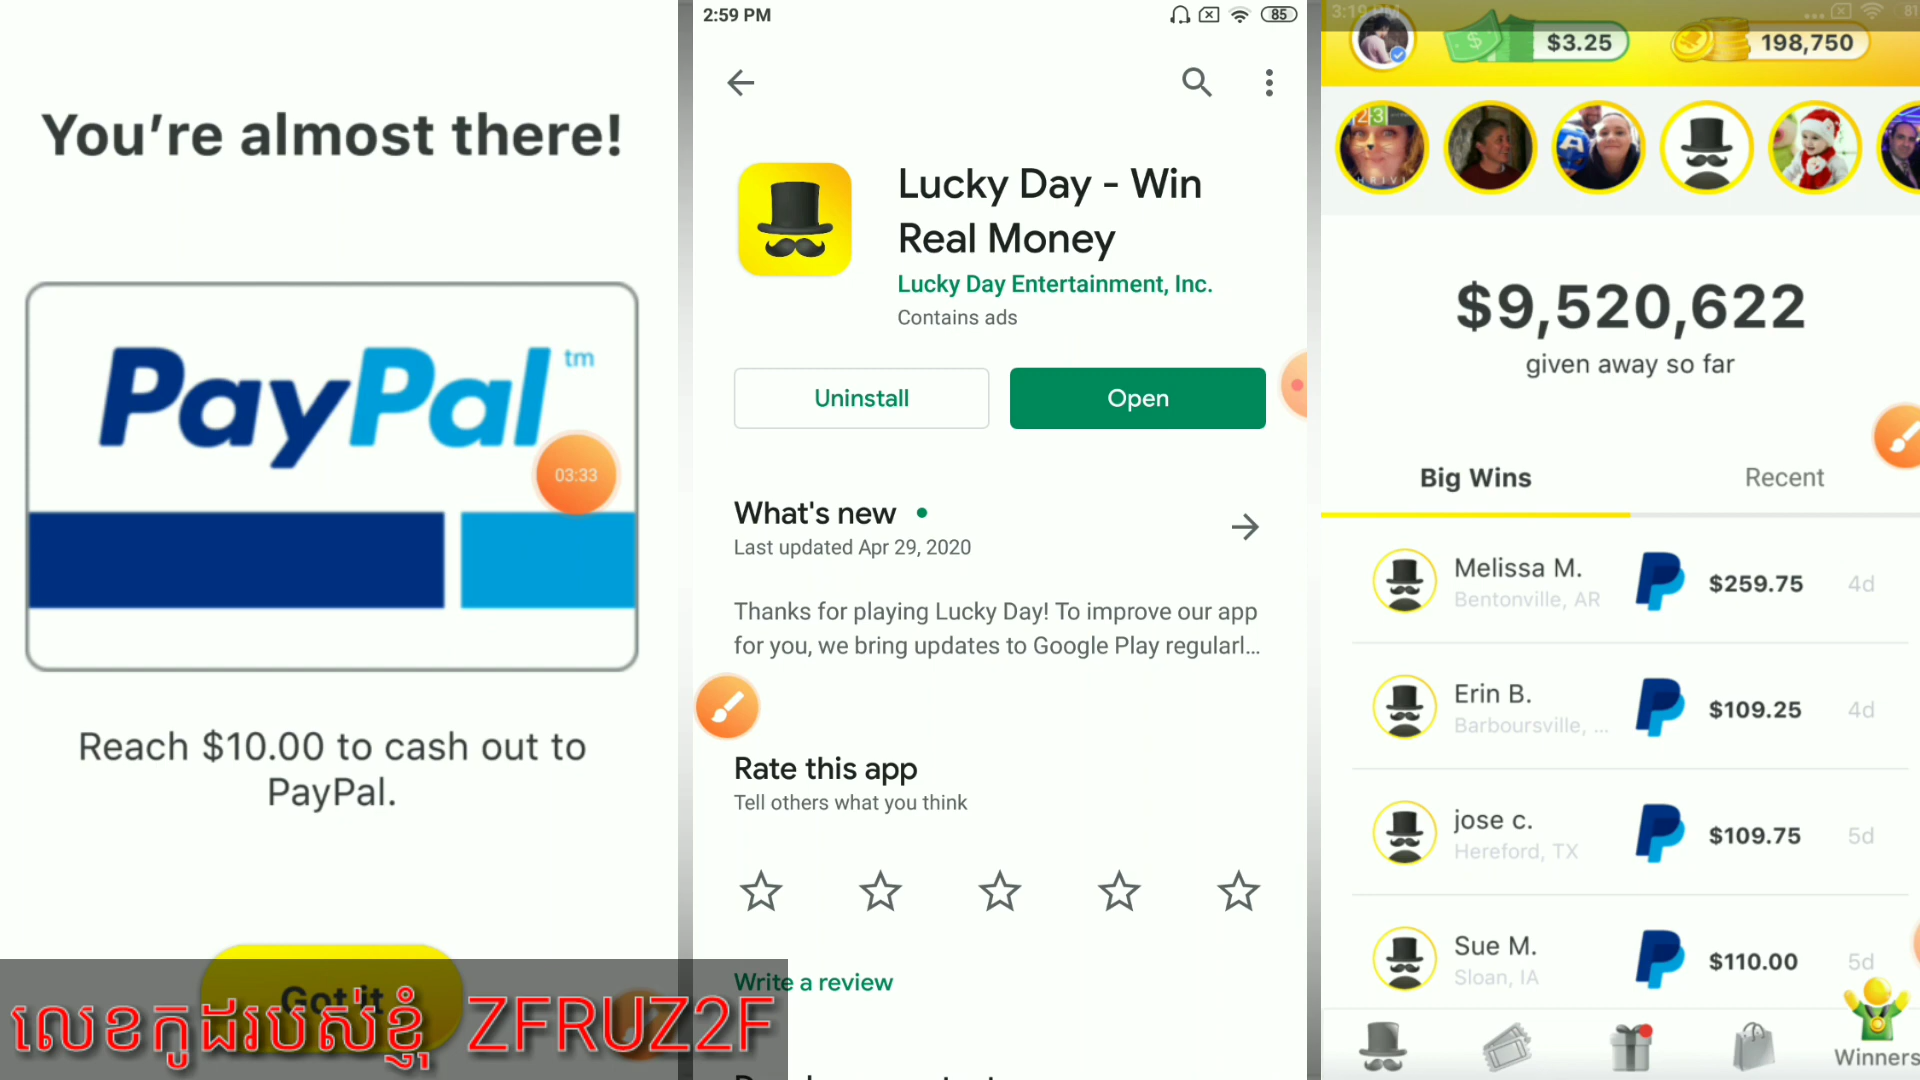 You're almost there!
PayPal tm
03:33
Reach $10.00 to cash out to
PayPal.
Got it
លេខកូដរបស់ខ្ញុំ ZFRUZ2F
2:59 PM
85
Lucky Day - Win
Real Money
Lucky Day Entertainment, Inc.
Contains ads
Uninstall
Open
What's new
Last updated Apr 29, 2020
Thanks for playing Lucky Day! To improve our app
for you, we bring updates to Google Play regularl...
Rate this app
Tell others what you think
Write a review
3:19 PM
81
$3.25
198,750
$9,520,622
given away so far
Big Wins
Recent
Melissa M.
Bentonville, AR
$259.75
4d
Erin B.
Barboursville, ...
$109.25
4d
jose c.
Hereford, TX
$109.75
5d
Sue M.
Sloan, IA
$110.00
5d
Winners